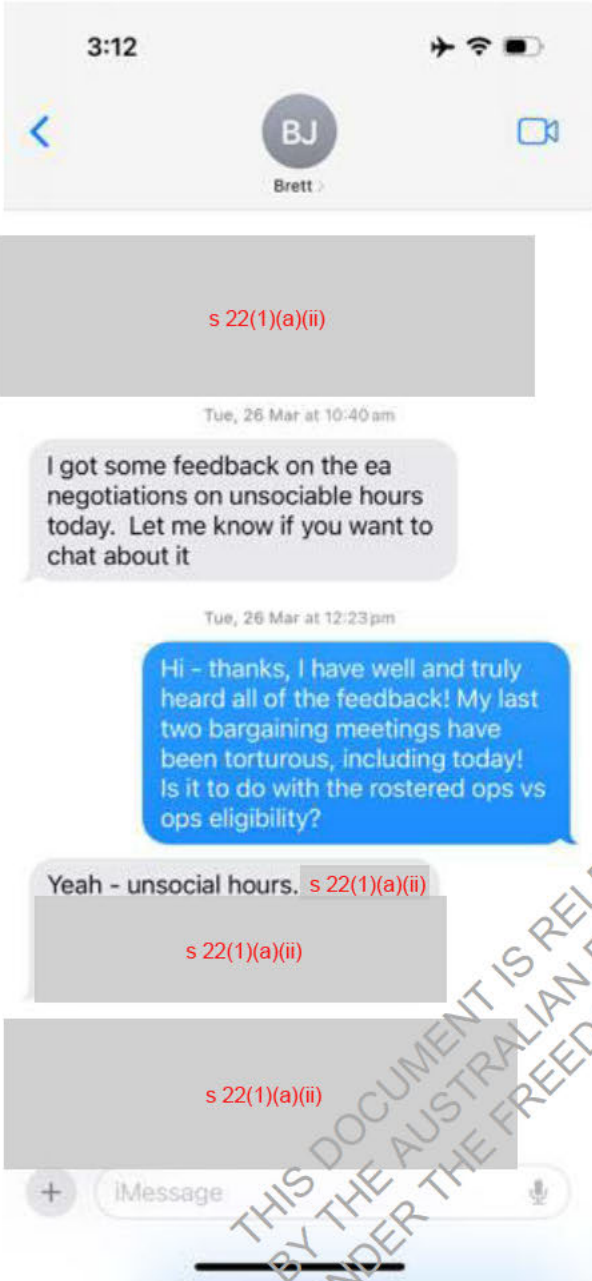 3:12
BJ
Brett
s 22(1)(a)(ii)
Tue, 26 Mar at 10:40 am
I got some feedback on the ea
negotiations on unsociable hours
today.  Let me know if you want to
chat about it
Tue, 26 Mar at 12:23 pm
Hi – thanks, I have well and truly
heard all of the feedback! My last
two bargaining meetings have
been torturous, including today!
Is it to do with the rostered ops vs
ops eligibility?
Yeah - unsocial hours. s 22(1)(a)(ii)
s 22(1)(a)(ii)
s 22(1)(a)(ii)
iMessage
THIS DOCUMENT IS
BY THE AUSTRALIAN
UNDER THE